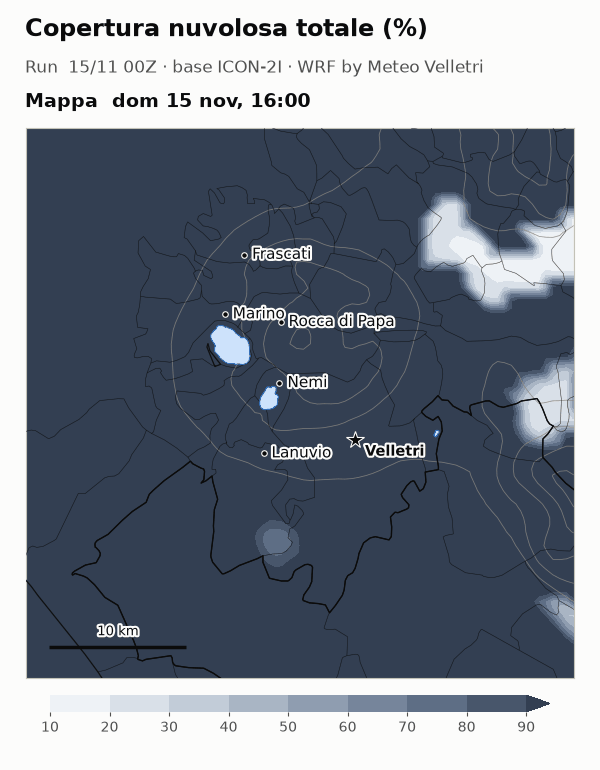 Copertura nuvolosa totale (%)
Run  15/11 00Z · base ICON-2I · WRF by Meteo Velletri
Mappa  dom 15 nov, 16:00
Frascati
Marino
Rocca di Papa
Nemi
Velletri
Lanuvio
10 km
10 20 30 40 50 60 70 80 90